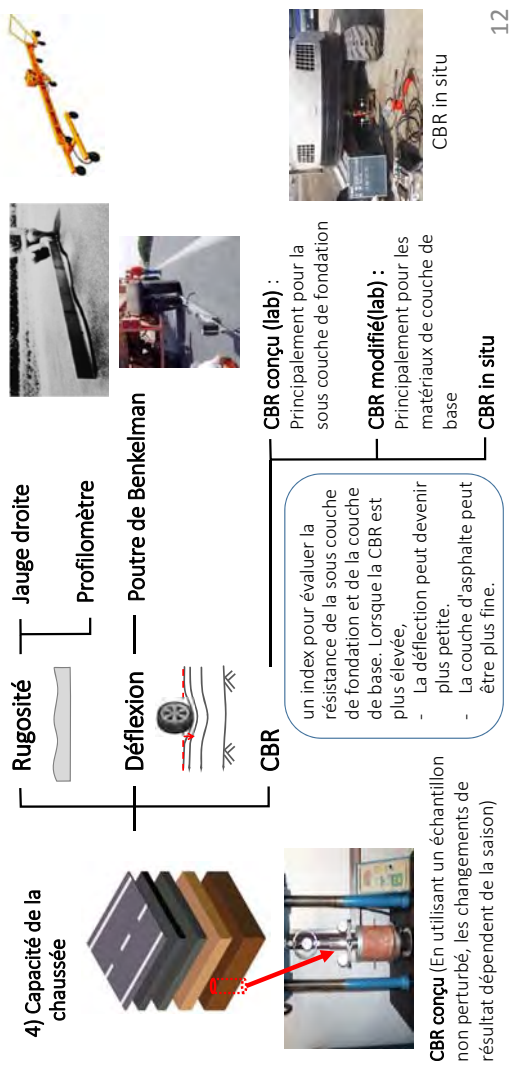 4) Capacité de la
chaussée
Rugosité
Jauge droite
Profilomètre
Déflexion
Poutre de Benkelman
CBR
un index pour évaluer la
résistance de la sous couche
de fondation et de la couche
de base. Lorsque la CBR est
plus élevée,
- La déflection peut devenir
plus petite.
- La couche d'asphalte peut
être plus fine.
CBR conçu (lab) :
Principalement pour la
sous couche de fondation
CBR modifié(lab) :
Principalement pour les
matériaux de couche de
base
CBR in situ
CBR in situ
CBR conçu (En utilisant un échantillon
non perturbé, les changements de
résultat dépendent de la saison)
12